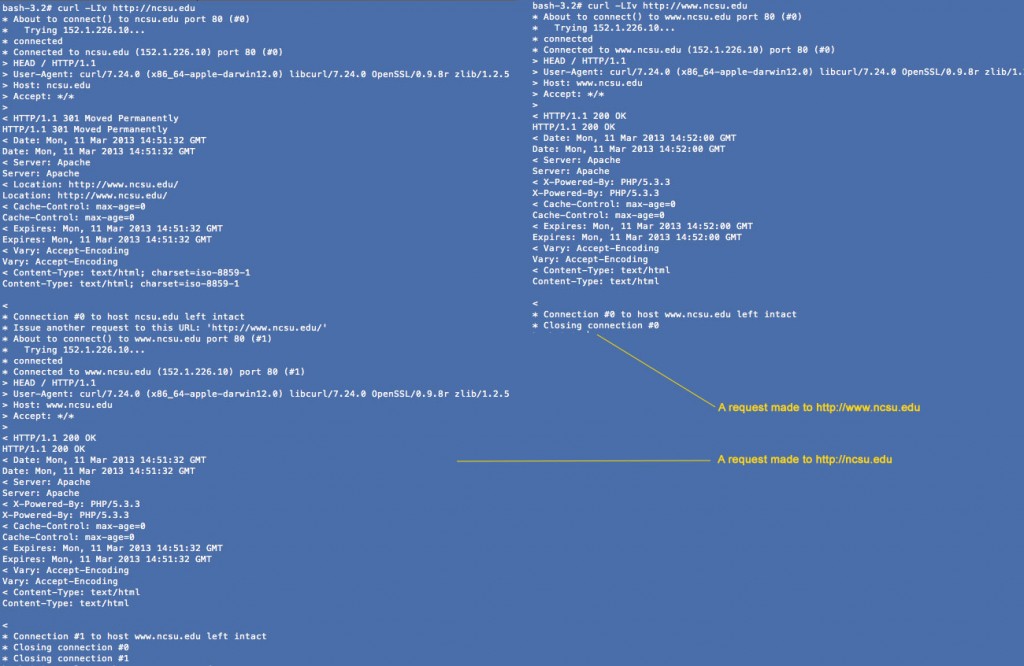 bash-3.2# curl -LIv http://ncsu.edu
* About to connect() to ncsu.edu port 80 (#0)
*   Trying 152.1.226.10...
* connected
* Connected to ncsu.edu (152.1.226.10) port 80 (#0)
> HEAD / HTTP/1.1
> User-Agent: curl/7.24.0 (x86_64-apple-darwin12.0) libcurl/7.24.0 OpenSSL/0.9.8r zlib/1.2.5
> Host: ncsu.edu
> Accept: */*
>
< HTTP/1.1 301 Moved Permanently
HTTP/1.1 301 Moved Permanently
< Date: Mon, 11 Mar 2013 14:51:32 GMT
Date: Mon, 11 Mar 2013 14:51:32 GMT
< Server: Apache
Server: Apache
< Location: http://www.ncsu.edu/
Location: http://www.ncsu.edu/
< Cache-Control: max-age=0
Cache-Control: max-age=0
< Expires: Mon, 11 Mar 2013 14:51:32 GMT
Expires: Mon, 11 Mar 2013 14:51:32 GMT
< Vary: Accept-Encoding
Vary: Accept-Encoding
< Content-Type: text/html; charset=iso-8859-1
Content-Type: text/html; charset=iso-8859-1
<
* Connection #0 to host ncsu.edu left intact
* Issue another request to this URL: 'http://www.ncsu.edu/'
* About to connect() to www.ncsu.edu port 80 (#1)
*   Trying 152.1.226.10...
* connected
* Connected to www.ncsu.edu (152.1.226.10) port 80 (#1)
> HEAD / HTTP/1.1
> User-Agent: curl/7.24.0 (x86_64-apple-darwin12.0) libcurl/7.24.0 OpenSSL/0.9.8r zlib/1.2.5
> Host: www.ncsu.edu
> Accept: */*
>
< HTTP/1.1 200 OK
HTTP/1.1 200 OK
< Date: Mon, 11 Mar 2013 14:51:32 GMT
Date: Mon, 11 Mar 2013 14:51:32 GMT
< Server: Apache
Server: Apache
< X-Powered-By: PHP/5.3.3
X-Powered-By: PHP/5.3.3
< Cache-Control: max-age=0
Cache-Control: max-age=0
< Expires: Mon, 11 Mar 2013 14:51:32 GMT
Expires: Mon, 11 Mar 2013 14:51:32 GMT
< Vary: Accept-Encoding
Vary: Accept-Encoding
< Content-Type: text/html
Content-Type: text/html
<
* Connection #1 to host www.ncsu.edu left intact
* Closing connection #0
* Closing connection #1
bash-3.2# curl -LIv http://www.ncsu.edu
* About to connect() to www.ncsu.edu port 80 (#0)
*   Trying 152.1.226.10...
* connected
* Connected to www.ncsu.edu (152.1.226.10) port 80 (#0)
> HEAD / HTTP/1.1
> User-Agent: curl/7.24.0 (x86_64-apple-darwin12.0) libcurl/7.24.0 OpenSSL/0.9.8r zlib/1.
> Host: www.ncsu.edu
> Accept: */*
>
< HTTP/1.1 200 OK
HTTP/1.1 200 OK
< Date: Mon, 11 Mar 2013 14:52:00 GMT
Date: Mon, 11 Mar 2013 14:52:00 GMT
< Server: Apache
Server: Apache
< X-Powered-By: PHP/5.3.3
X-Powered-By: PHP/5.3.3
< Cache-Control: max-age=0
Cache-Control: max-age=0
< Expires: Mon, 11 Mar 2013 14:52:00 GMT
Expires: Mon, 11 Mar 2013 14:52:00 GMT
< Vary: Accept-Encoding
Vary: Accept-Encoding
< Content-Type: text/html
Content-Type: text/html
<
* Connection #0 to host www.ncsu.edu left intact
* Closing connection #0
A request made to http://www.ncsu.edu
A request made to http://ncsu.edu